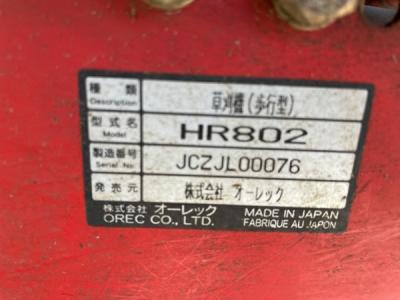 種類 草刈機(歩行型)
Description
型式名 HR802
Model
製造番号 JCZJL00076
Serial No.
発売元 株式会社 オーレック
株式会社 オーレック MADE IN JAPAN
OREC CO., LTD. FABRIQUE AU JAPON